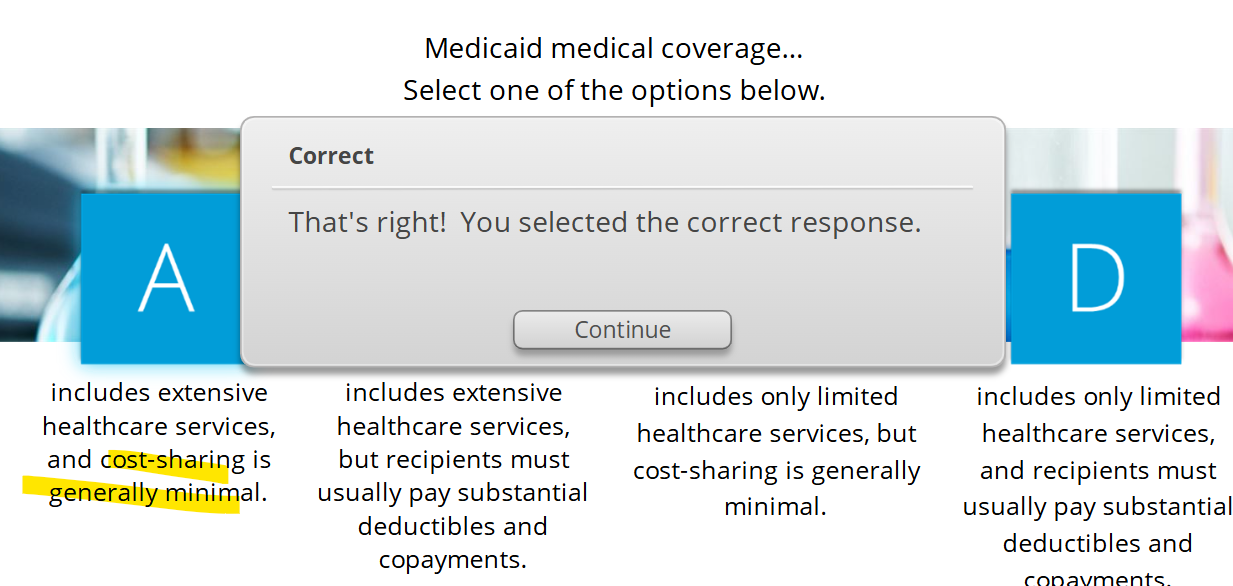 Medicaid medical coverage...
Select one of the options below.
Correct
That's right!  You selected the correct response.
Continue
A
D
includes extensive
healthcare services,
and cost-sharing is
generally minimal.
includes extensive
healthcare services,
but recipients must
usually pay substantial
deductibles and
copayments.
includes only limited
healthcare services, but
cost-sharing is generally
minimal.
includes only limited
healthcare services,
and recipients must
usually pay substantial
deductibles and
copayments.